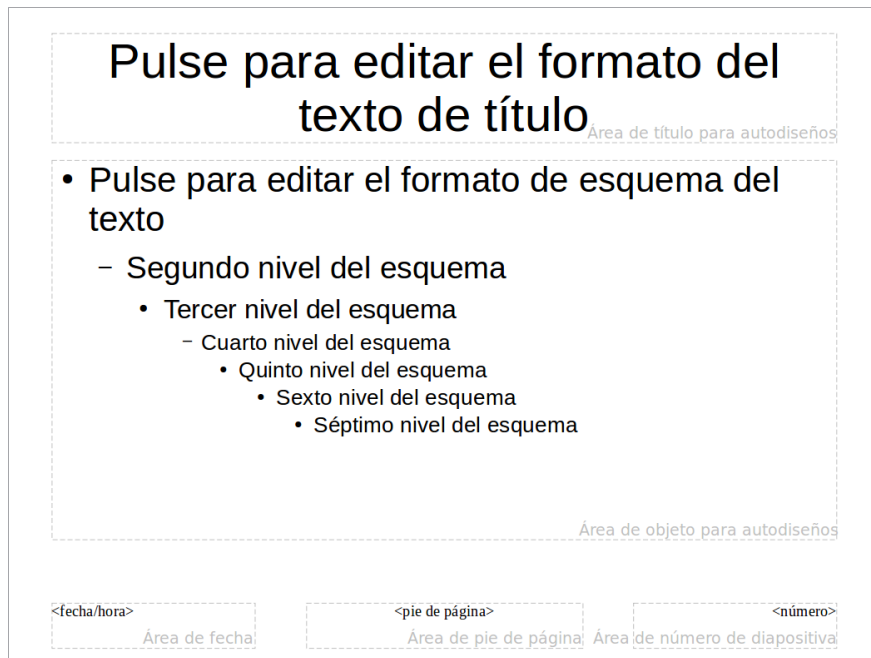 Pulse para editar el formato del
texto de título
Área de título para autodiseños
• Pulse para editar el formato de esquema del
texto
– Segundo nivel del esquema
• Tercer nivel del esquema
– Cuarto nivel del esquema
• Quinto nivel del esquema
• Sexto nivel del esquema
• Séptimo nivel del esquema
Área de objeto para autodiseños
<fecha/hora> <pie de página> <número>
Área de fecha Área de pie de página Área de número de diapositiva